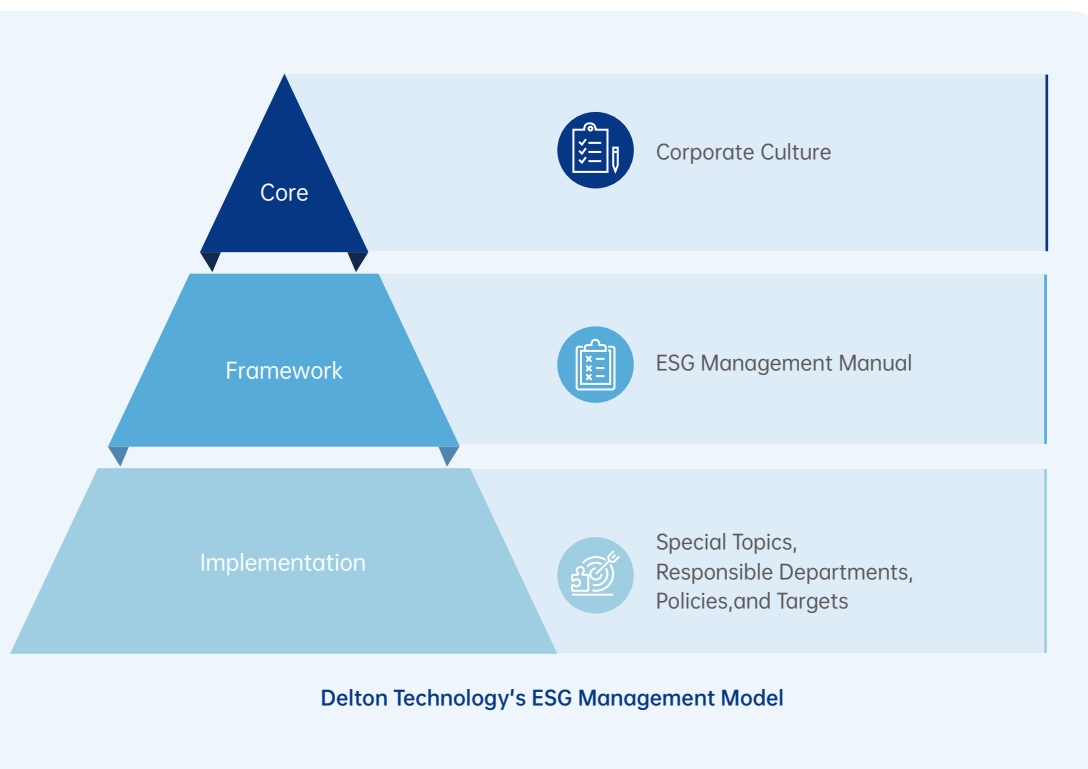 Core
Corporate Culture
Framework
ESG Management Manual
Implementation
Special Topics,
Responsible Departments,
Policies,and Targets
Delton Technology's ESG Management Model